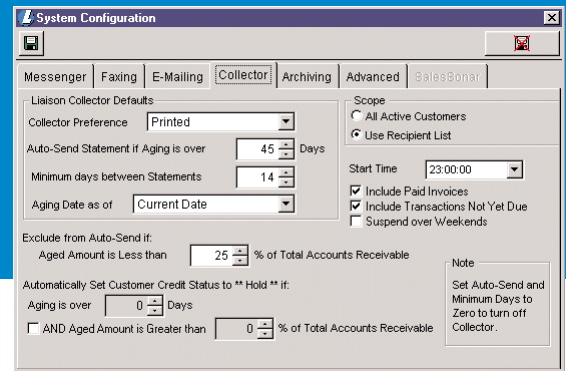 System Configuration
Messenger Faxing E-Mailing Collector Archiving Advanced SalesSonar
Liaison Collector Defaults
Collector Preference Printed
Auto-Send Statement if Aging is over 45 Days
Minimum days between Statements 14
Aging Date as of Current Date
Scope
All Active Customers
Use Recipient List
Start Time 23:00:00
Include Paid Invoices
Include Transactions Not Yet Due
Suspend over Weekends
Exclude from Auto-Send if:
Aged Amount is Less than 25 % of Total Accounts Receivable
Automatically Set Customer Credit Status to ** Hold ** if:
Aging is over 0 Days
AND Aged Amount is Greater than 0 % of Total Accounts Receivable
Note
Set Auto-Send and
Minimum Days to
Zero to turn off
Collector.